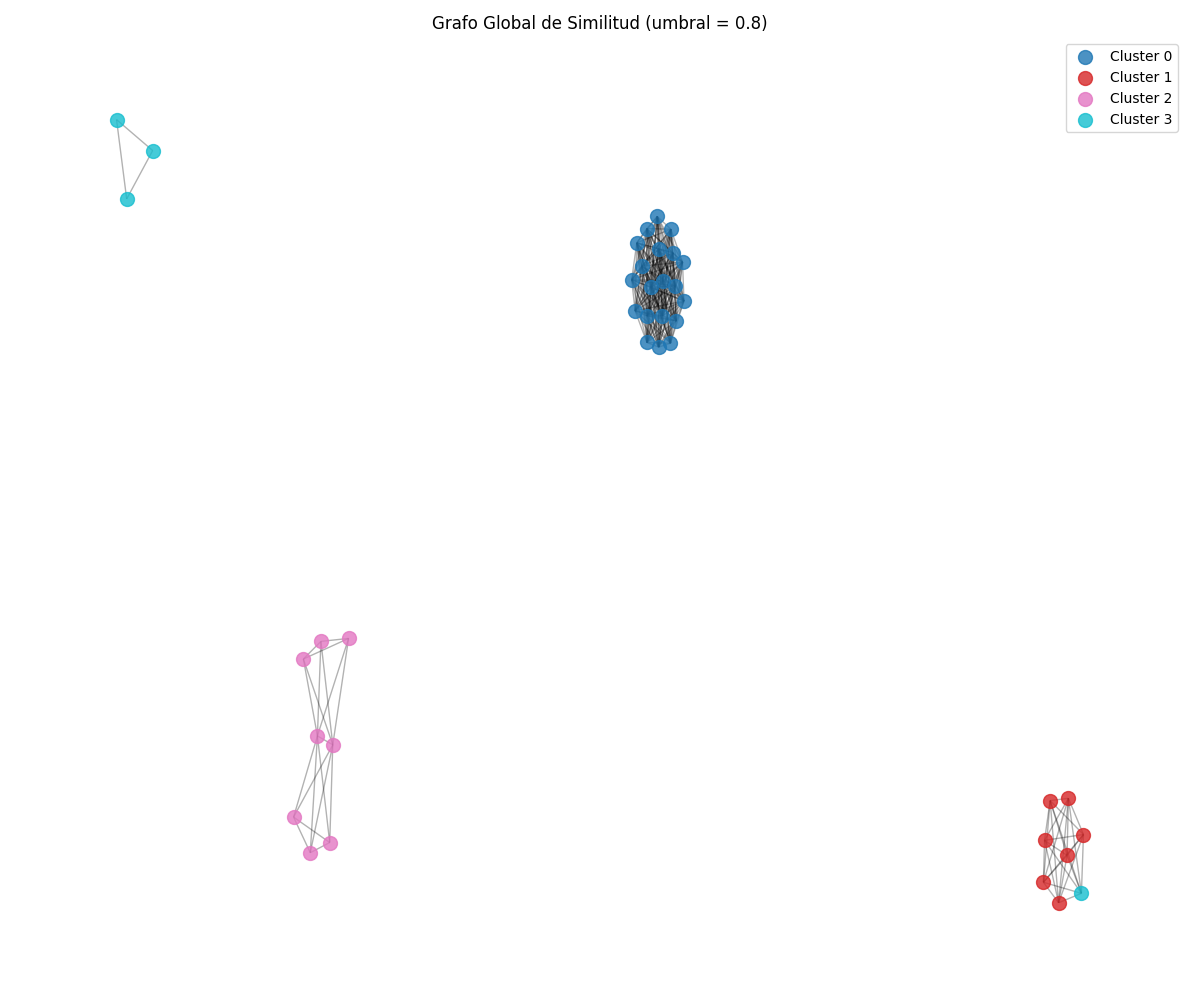 Grafo Global de Similitud (umbral = 0.8)
Cluster 0
Cluster 1
Cluster 2
Cluster 3